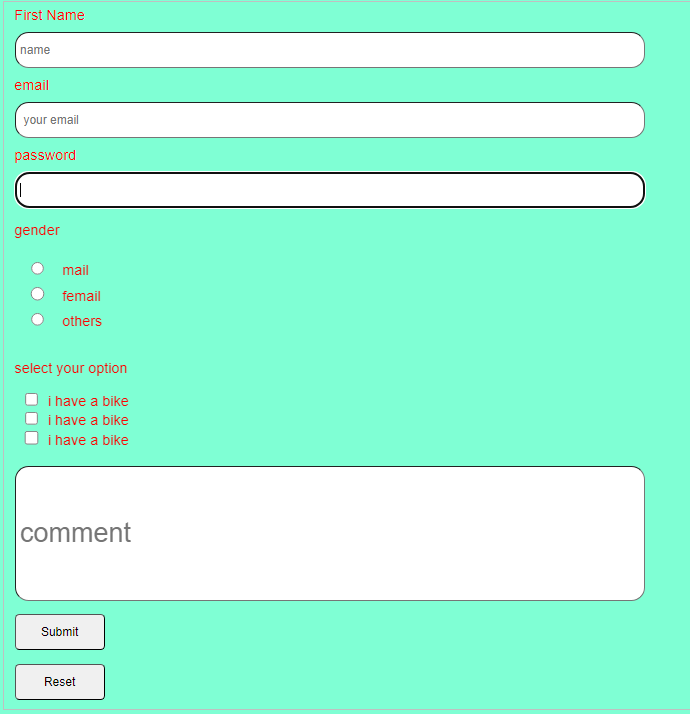 First Name
name
email
your email
password
gender
mail
femail
others
select your option
i have a bike
i have a bike
i have a bike
comment
Submit
Reset